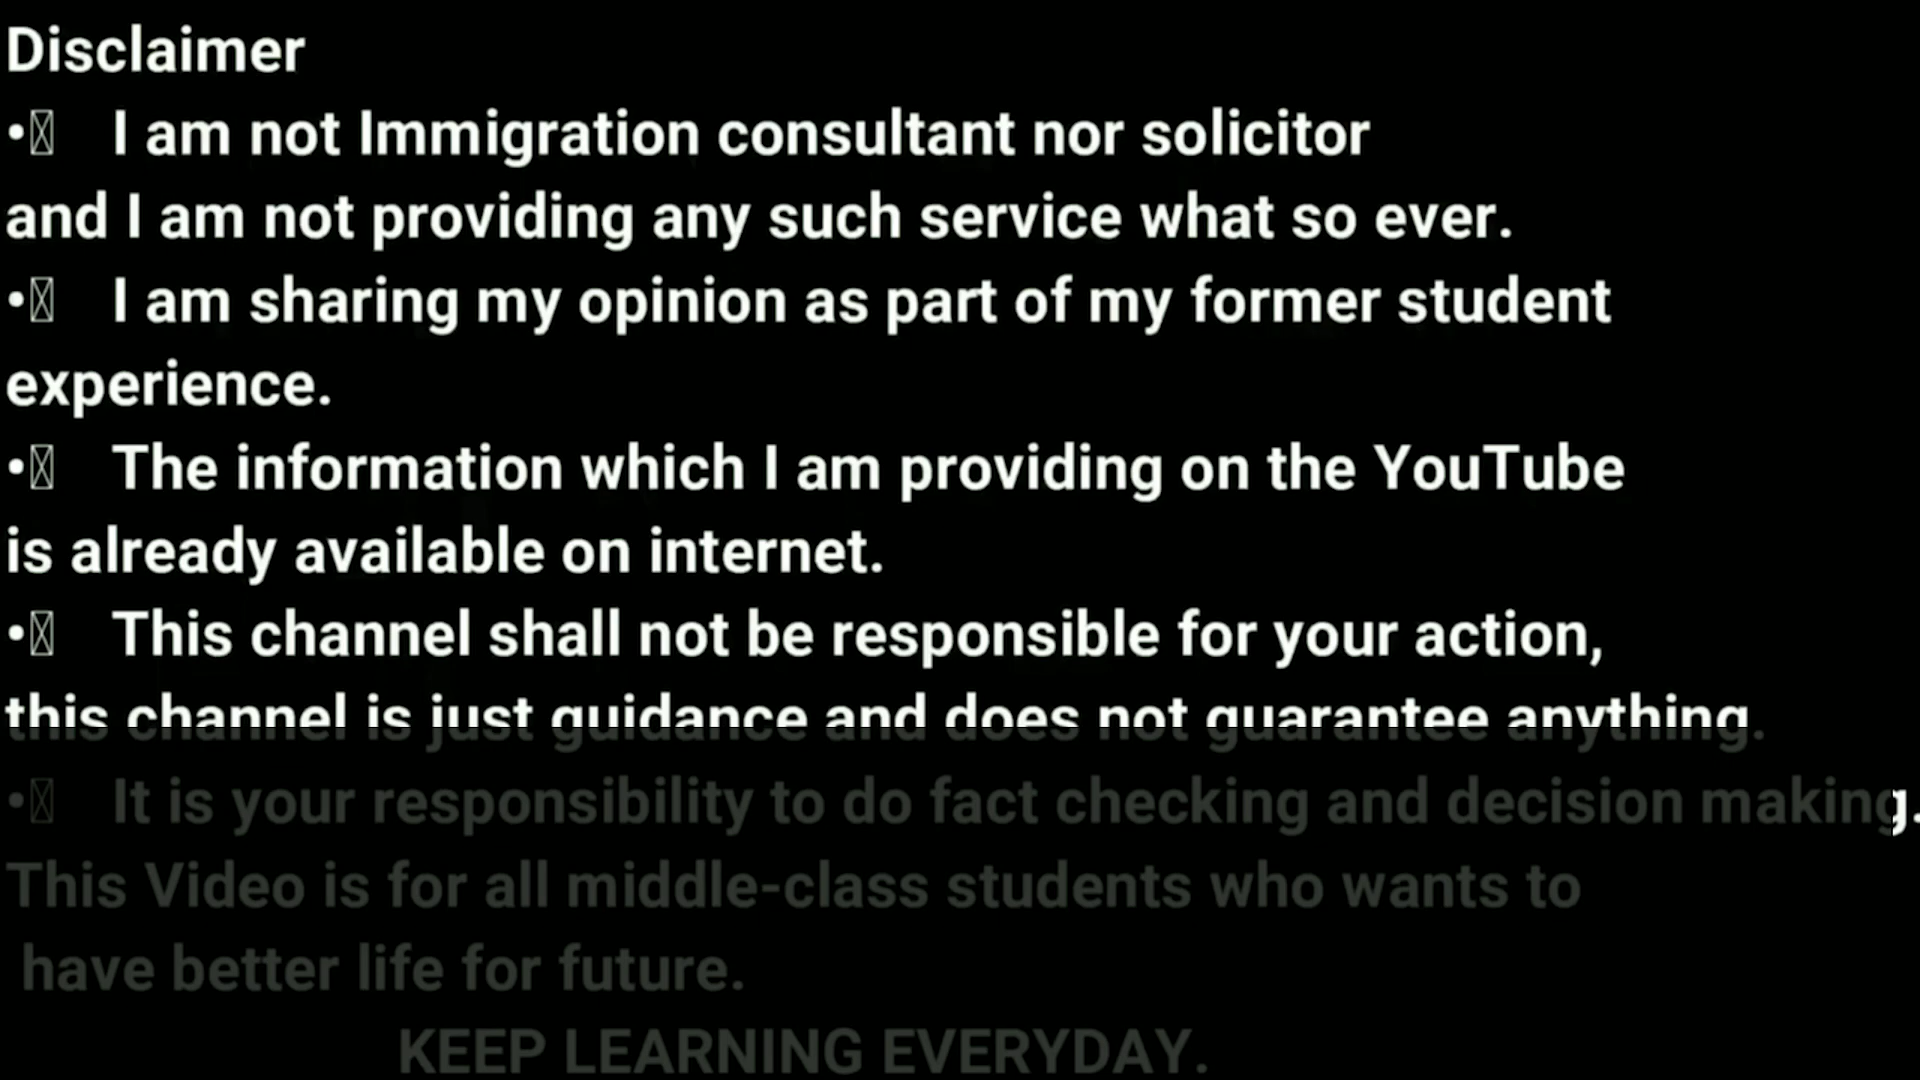 Disclaimer
• I am not Immigration consultant nor solicitor
and I am not providing any such service what so ever.
• I am sharing my opinion as part of my former student
experience.
• The information which I am providing on the YouTube
is already available on internet.
• This channel shall not be responsible for your action,
this channel is just guidance and does not guarantee anything.
• It is your responsibility to do fact checking and decision making.
This Video is for all middle-class students who wants to
have better life for future.
KEEP LEARNING EVERYDAY.